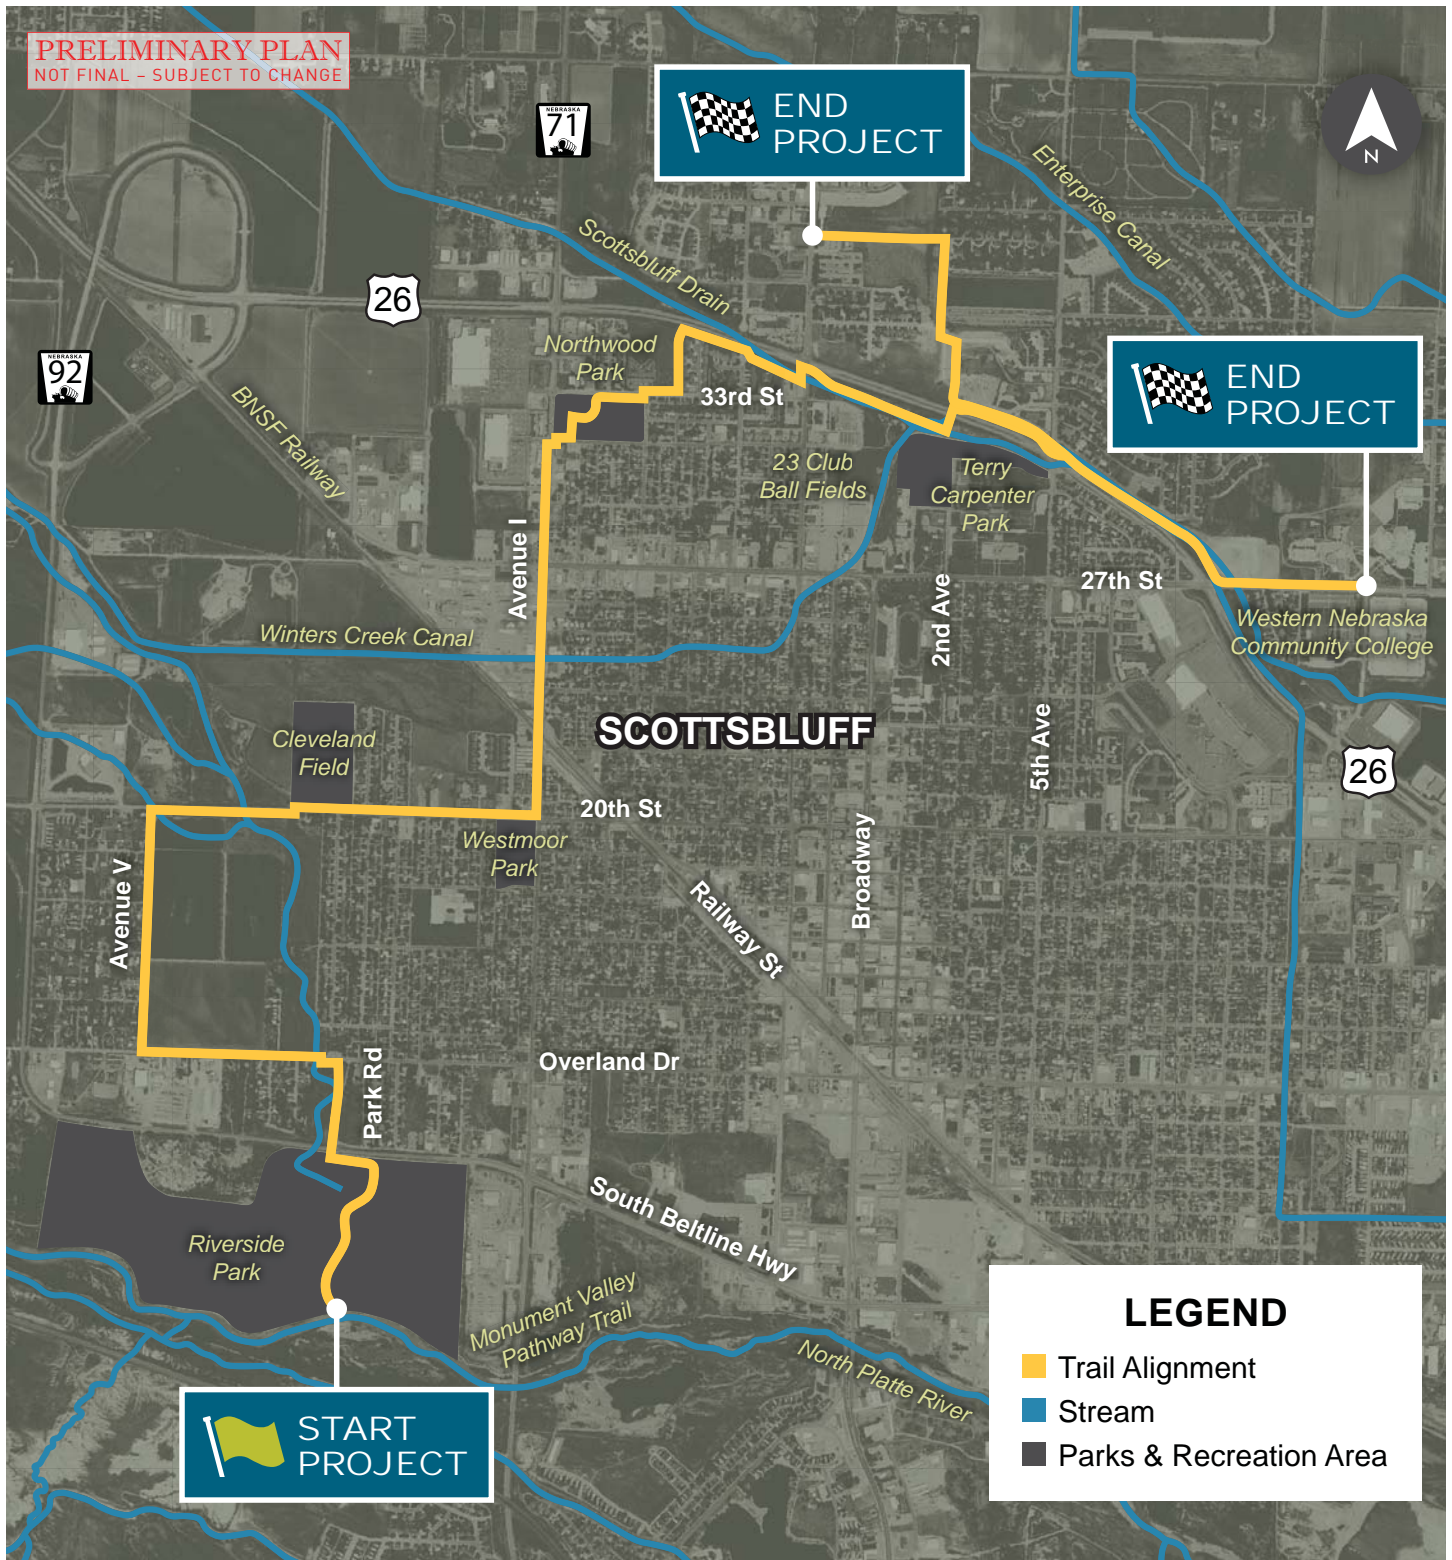 PRELIMINARY PLAN
NOT FINAL – SUBJECT TO CHANGE
NEBRASKA
71
END
PROJECT
N
Enterprise Canal
Scottsbluff Drain
26
NEBRASKA
92
Northwood
Park
33rd St
END
PROJECT
BNSF Railway
23 Club
Ball Fields
Terry
Carpenter
Park
Avenue I
27th St
2nd Ave
Western Nebraska
Community College
Winters Creek Canal
SCOTTSBLUFF
Cleveland
Field
5th Ave
26
20th St
Westmoor
Park
Broadway
Avenue V
Railway St
Overland Dr
Park Rd
South Beltline Hwy
Riverside
Park
Monument Valley
Pathway Trail
North Platte River
START
PROJECT
LEGEND
Trail Alignment
Stream
Parks & Recreation Area